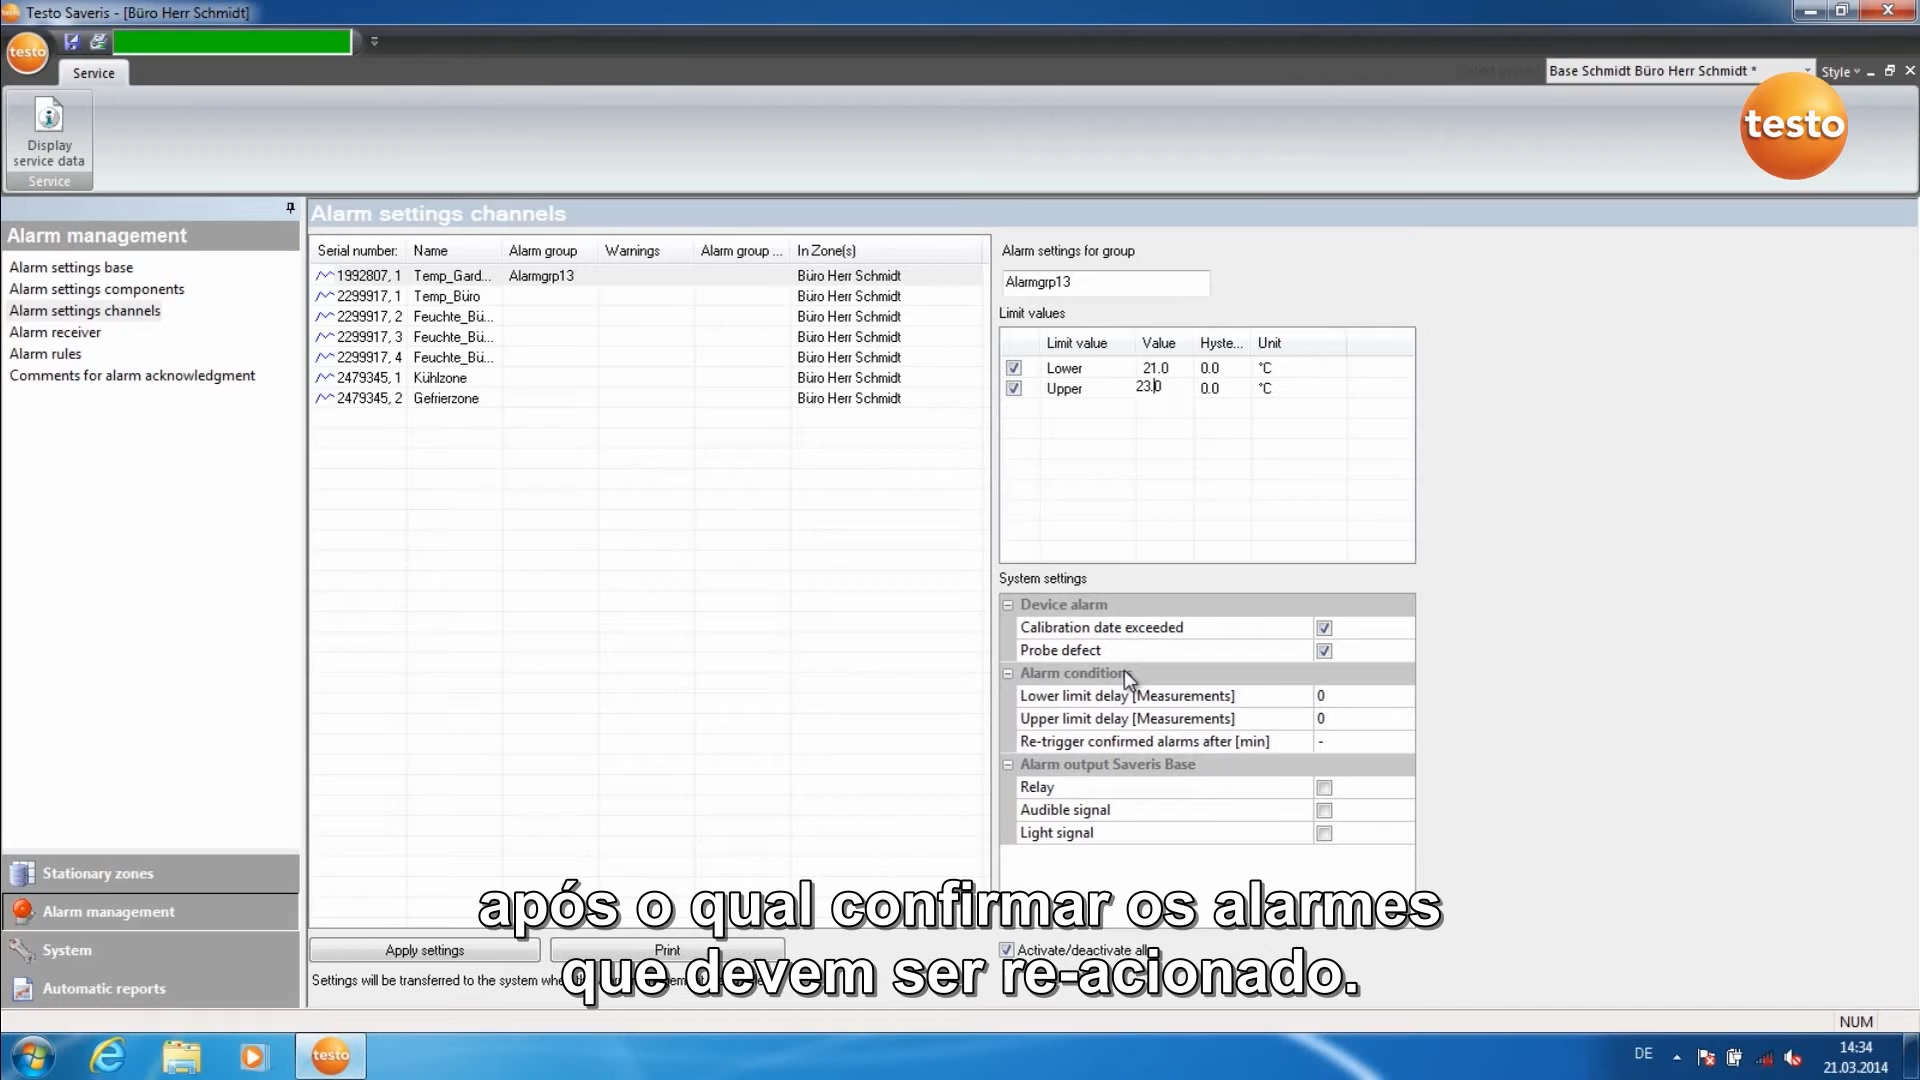 Testo Saveris - [Büro Herr Schmidt]
testo
Service
Base Schmidt Büro Herr Schmidt *
Style
testo
Display
service data
Service
Alarm management
Alarm settings base
Alarm settings components
Alarm settings channels
Alarm receiver
Alarm rules
Comments for alarm acknowledgment
Alarm settings channels
Serial number: Name Alarm group Warnings Alarm group ... In Zone(s)
1992807, 1 Temp_Gard... Alarmgrp13 Büro Herr Schmidt
2299917, 1 Temp_Büro Büro Herr Schmidt
2299917, 2 Feuchte_Bü... Büro Herr Schmidt
2299917, 3 Feuchte_Bü... Büro Herr Schmidt
2299917, 4 Feuchte_Bü... Büro Herr Schmidt
2479345, 1 Kühlzone Büro Herr Schmidt
2479345, 2 Gefrierzone Büro Herr Schmidt
Alarm settings for group
Alarmgrp13
Limit values
Limit value Value Hyste... Unit
Lower 21.0 0.0 °C
Upper 23.0 0.0 °C
System settings
Device alarm
Calibration date exceeded
Probe defect
Alarm condition
Lower limit delay [Measurements] 0
Upper limit delay [Measurements] 0
Re-trigger confirmed alarms after [min] -
Alarm output Saveris Base
Relay
Audible signal
Light signal
Stationary zones
Alarm management
System
Automatic reports
Apply settings
Print
Activate/deactivate all
Settings will be transferred to the system
após o qual confirmar os alarmes
que devem ser re-acionado.
NUM
testo
DE
14:34
21.03.2014